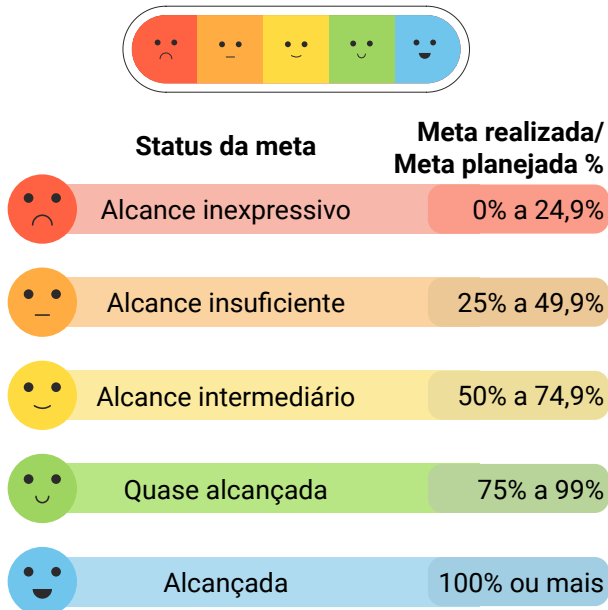 Status da meta
Meta realizada/
Meta planejada %
Alcance inexpressivo
0% a 24,9%
Alcance insuficiente
25% a 49,9%
Alcance intermediário
50% a 74,9%
Quase alcançada
75% a 99%
Alcançada
100% ou mais